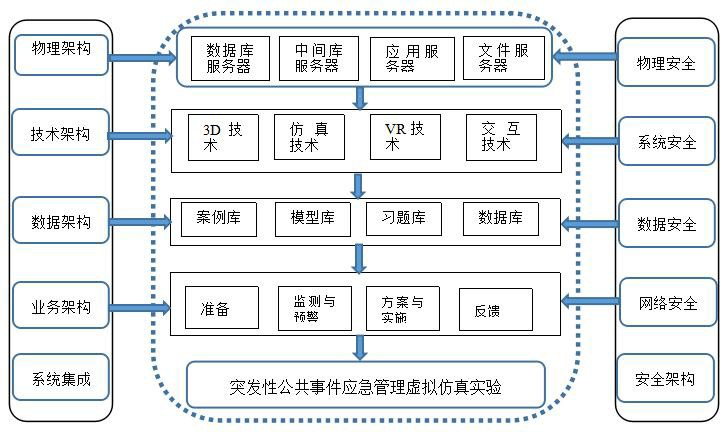 物理架构
数据库
服务器
中间库
服务器
应用服
务器
文件服
务器
物理安全
技术架构
3D 技
术
仿真
技术
VR 技
术
交互
技术
系统安全
数据架构
案例库
模型库
习题库
数据库
数据安全
业务架构
准备
监测与
预警
方案与
实施
反馈
网络安全
系统集成
突发性公共事件应急管理虚拟仿真实验
安全架构